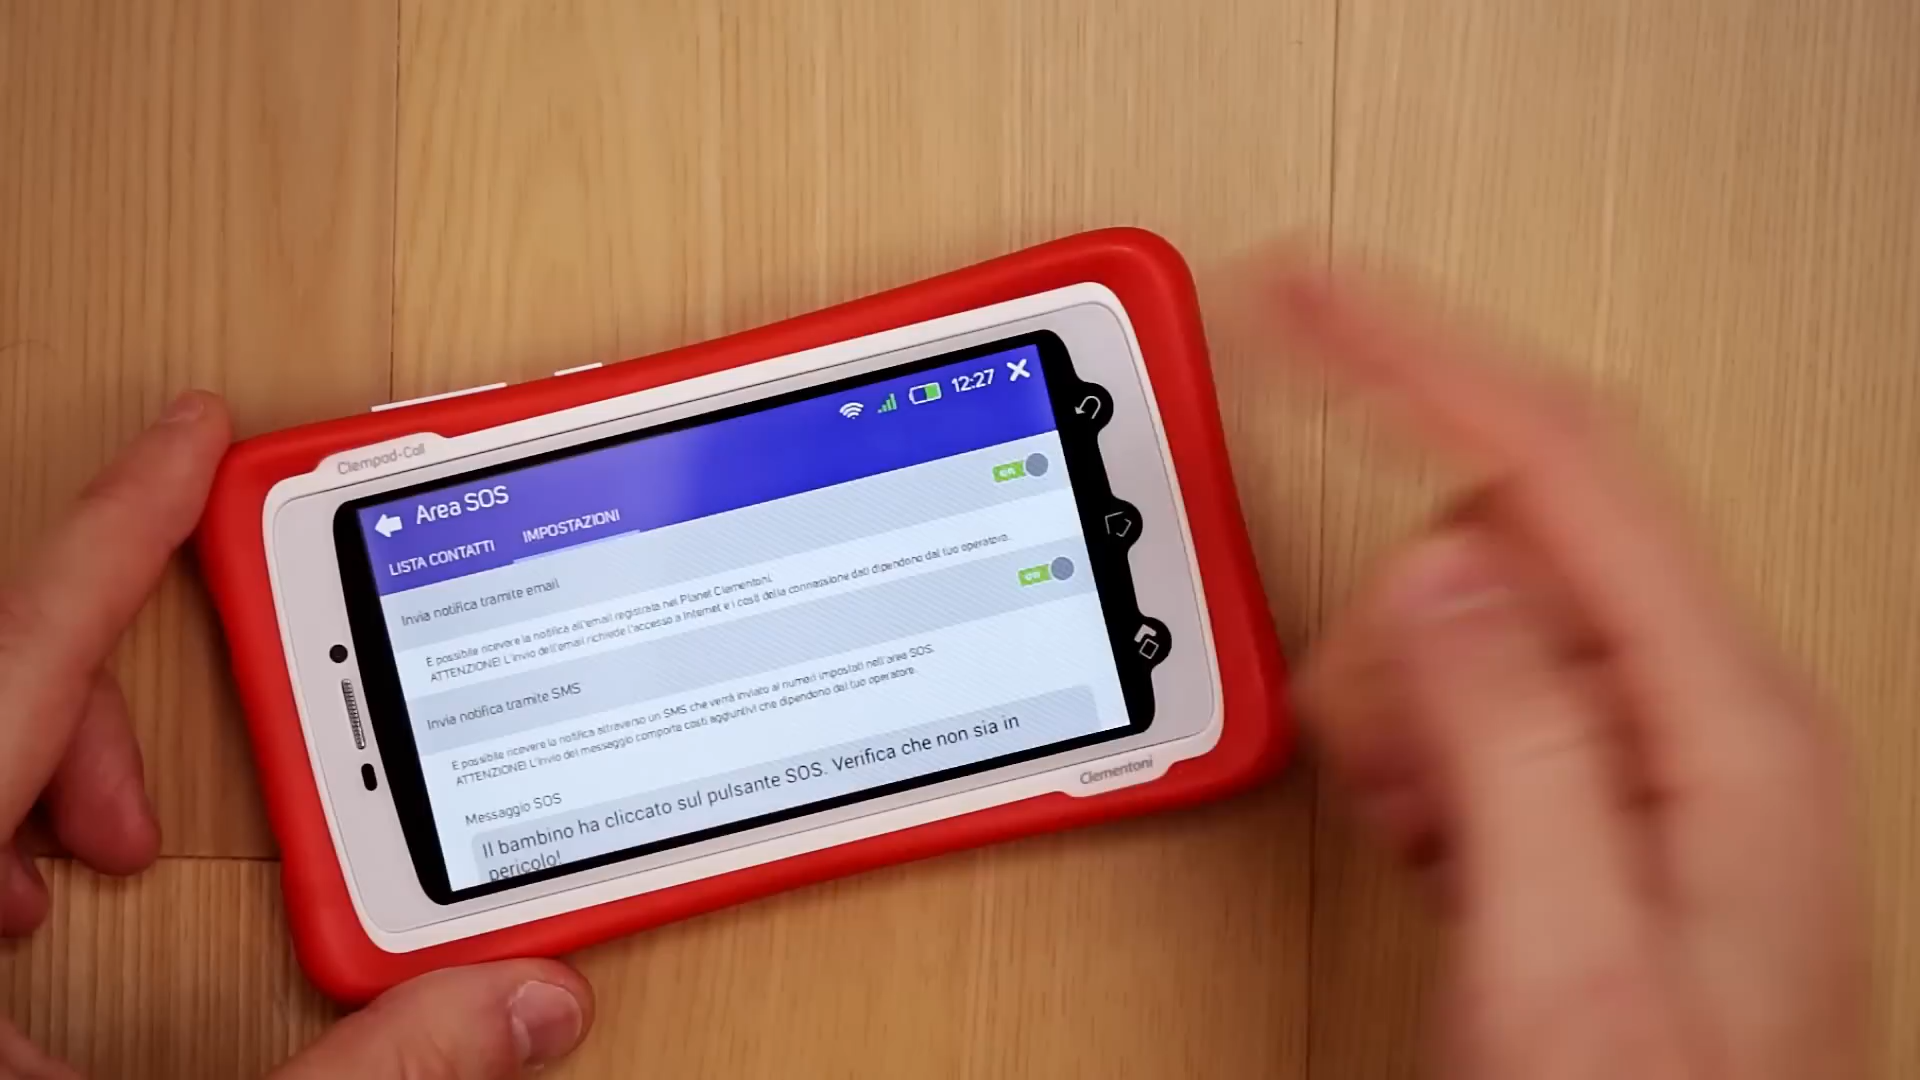 Clempad-Call
12:27
Area SOS
LISTA CONTATTI IMPOSTAZIONI
Invia notifica tramite email
on
È possibile ricevere la notifica all'email registrata nel Planet Clementoni.
ATTENZIONE! L'invio dell'email richiede l'accesso a Internet e i costi della connessione dati dipendono dal tuo operatore.
Invia notifica tramite SMS
on
È possibile ricevere la notifica attraverso un SMS che verrà inviato ai numeri impostati nell'area SOS.
ATTENZIONE! L'invio del messaggio comporta costi aggiuntivi che dipendono dal tuo operatore.
Messaggio SOS
Il bambino ha cliccato sul pulsante SOS. Verifica che non sia in
pericolo!
Clementoni